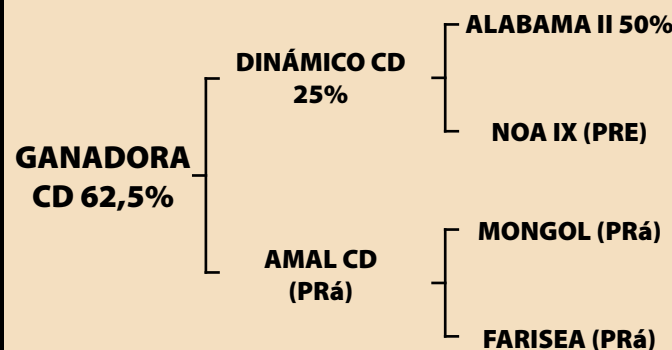 ALABAMA II 50%
DINÁMICO CD
25%
NOA IX (PRE)
GANADORA
CD 62,5%
MONGOL (PRá)
AMAL CD
(PRá)
FARISEA (PRá)